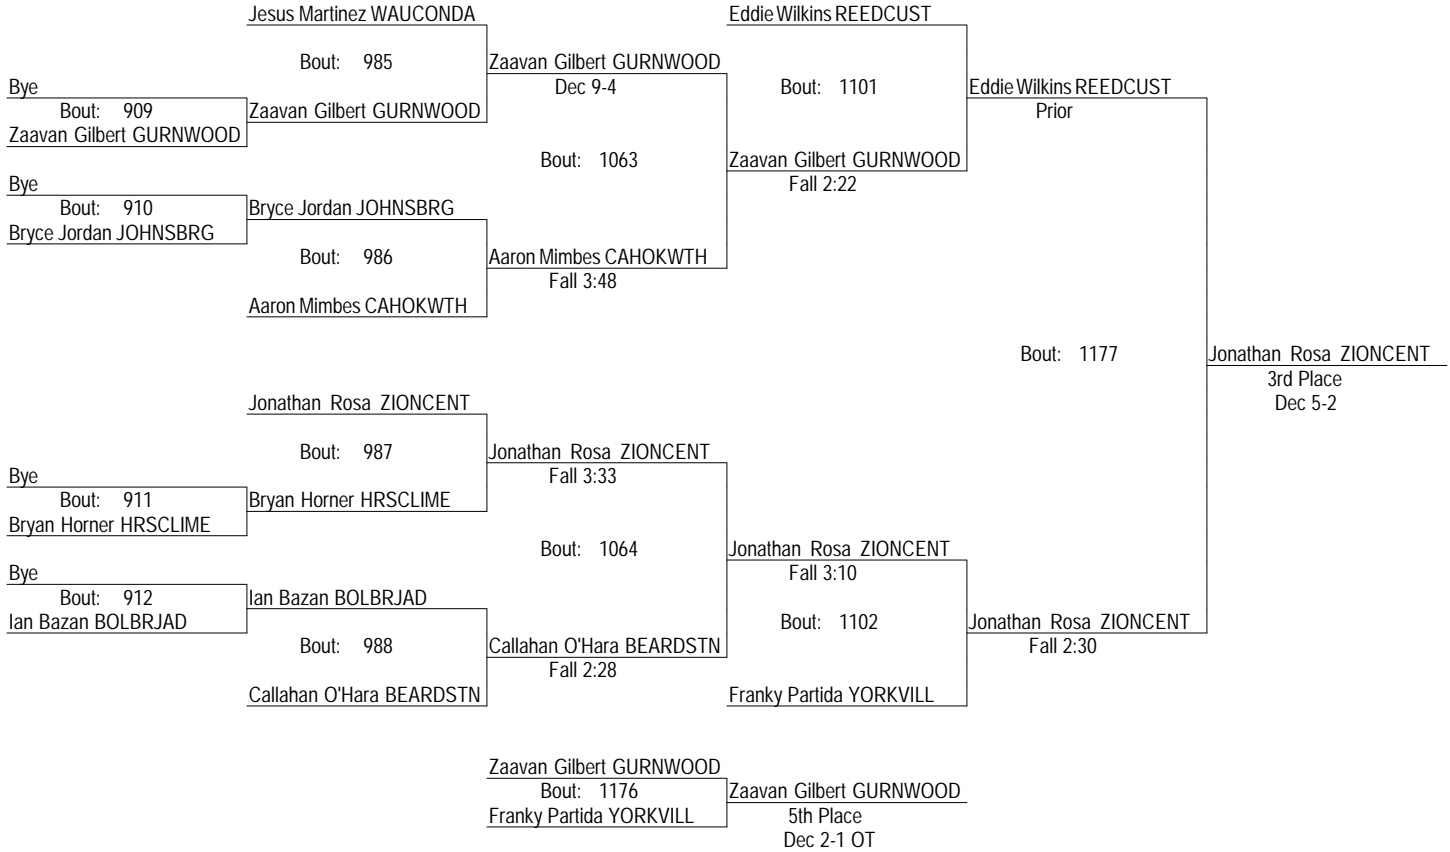 Jesus Martinez WAUCONDA
Eddie Wilkins REEDCUST
Bout: 985
Zaavan Gilbert GURNWOOD
Dec 9-4
Bye
Bout: 909
Zaavan Gilbert GURNWOOD
Zaavan Gilbert GURNWOOD
Bout: 1101
Eddie Wilkins REEDCUST
Prior
Bout: 1063
Zaavan Gilbert GURNWOOD
Fall 2:22
Bye
Bout: 910
Bryce Jordan JOHNSBRG
Bryce Jordan JOHNSBRG
Bout: 986
Aaron Mimbes CAHOKWTH
Fall 3:48
Aaron Mimbes CAHOKWTH
Bout: 1177
Jonathan Rosa ZIONCENT
3rd Place
Dec 5-2
Jonathan Rosa ZIONCENT
Bout: 987
Jonathan Rosa ZIONCENT
Fall 3:33
Bye
Bout: 911
Bryan Horner HRSCLIME
Bryan Horner HRSCLIME
Bout: 1064
Jonathan Rosa ZIONCENT
Fall 3:10
Bye
Bout: 912
Ian Bazan BOLBRJAD
Ian Bazan BOLBRJAD
Bout: 1102
Jonathan Rosa ZIONCENT
Fall 2:30
Bout: 988
Callahan O'Hara BEARDSTN
Fall 2:28
Callahan O'Hara BEARDSTN
Franky Partida YORKVILL
Zaavan Gilbert GURNWOOD
Bout: 1176
Franky Partida YORKVILL
Zaavan Gilbert GURNWOOD
5th Place
Dec 2-1 OT